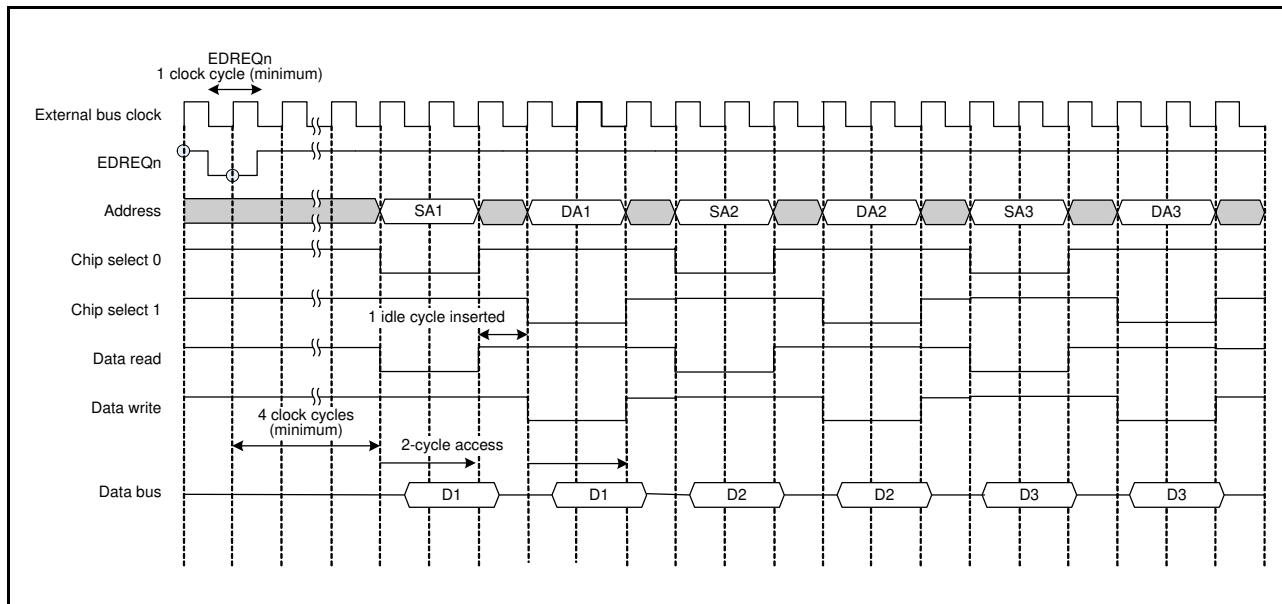 EDREQn
1 clock cycle (minimum)
External bus clock
EDREQn
Address
SA1
DA1
SA2
DA2
SA3
DA3
Chip select 0
Chip select 1
1 idle cycle inserted
Data read
Data write
4 clock cycles
(minimum)
2-cycle access
Data bus
D1
D1
D2
D2
D3
D3